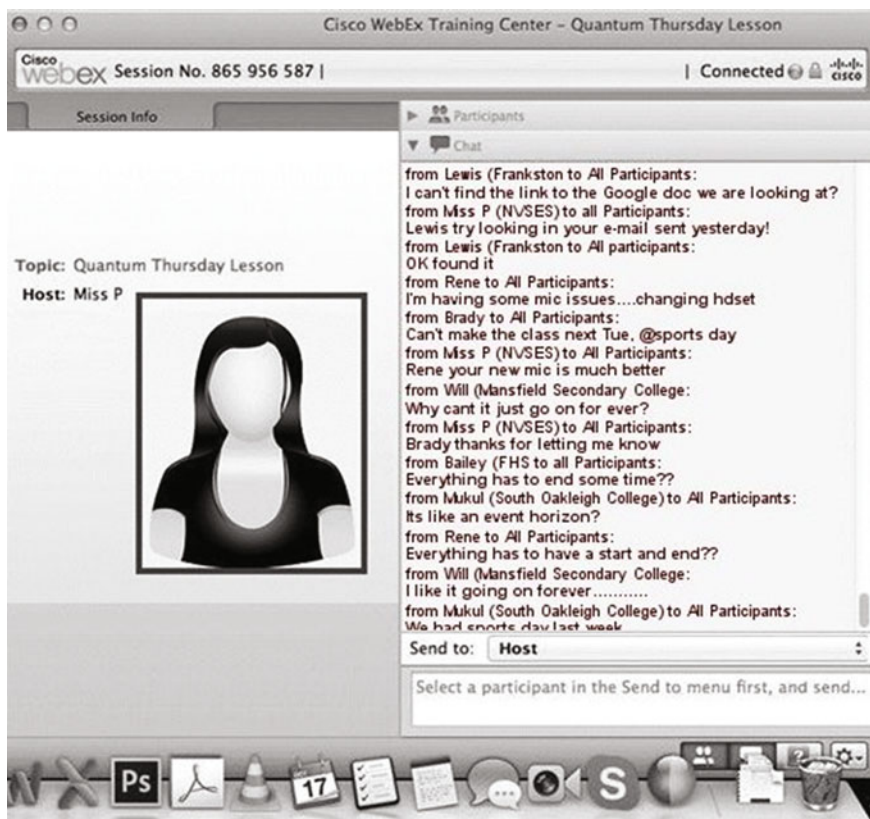 Cisco WebEx Training Center – Quantum Thursday Lesson
Cisco webex Session No. 865 956 587 | | Connected cisco
Session Info
Participants
Chat
from Lewis (Frankston to All Participants:
I can't find the link to the Google doc we are looking at?
from Miss P (NVSES) to all Participants:
Lewis try looking in your e-mail sent yesterday!
from Lewis (Frankston to All participants:
OK found it
from Rene to All Participants:
I'm having some mic issues....changing hdset
from Brady to All Participants:
Can't make the class next Tue, @sports day
from Miss P (NVSES) to All Participants:
Rene your new mic is much better
from Will (Mansfield Secondary College:
Why cant it just go on for ever?
from Miss P (NVSES) to All Participants:
Brady thanks for letting me know
from Bailey (FHS to all Participants:
Everything has to end some time??
from Mukul (South Oakleigh College) to All Participants:
Its like an event horizon?
from Rene to All Participants:
Everything has to have a start and end??
from Will (Mansfield Secondary College:
I like it going on forever...........
from Mukul (South Oakleigh College) to All Participants:
We had sports day last week
Topic: Quantum Thursday Lesson
Host: Miss P
Send to: Host
Select a participant in the Send to menu first, and send...
?
W X Ps 17 S